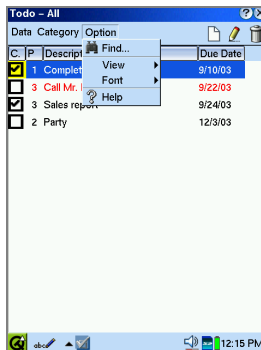 Todo - All
Data Category Option
C. P Descript Due Date
Find...
View
Font
Help
1 Complet 9/10/03
3 Call Mr. 9/22/03
3 Sales report 9/24/03
2 Party 12/3/03
abc 12:15 PM